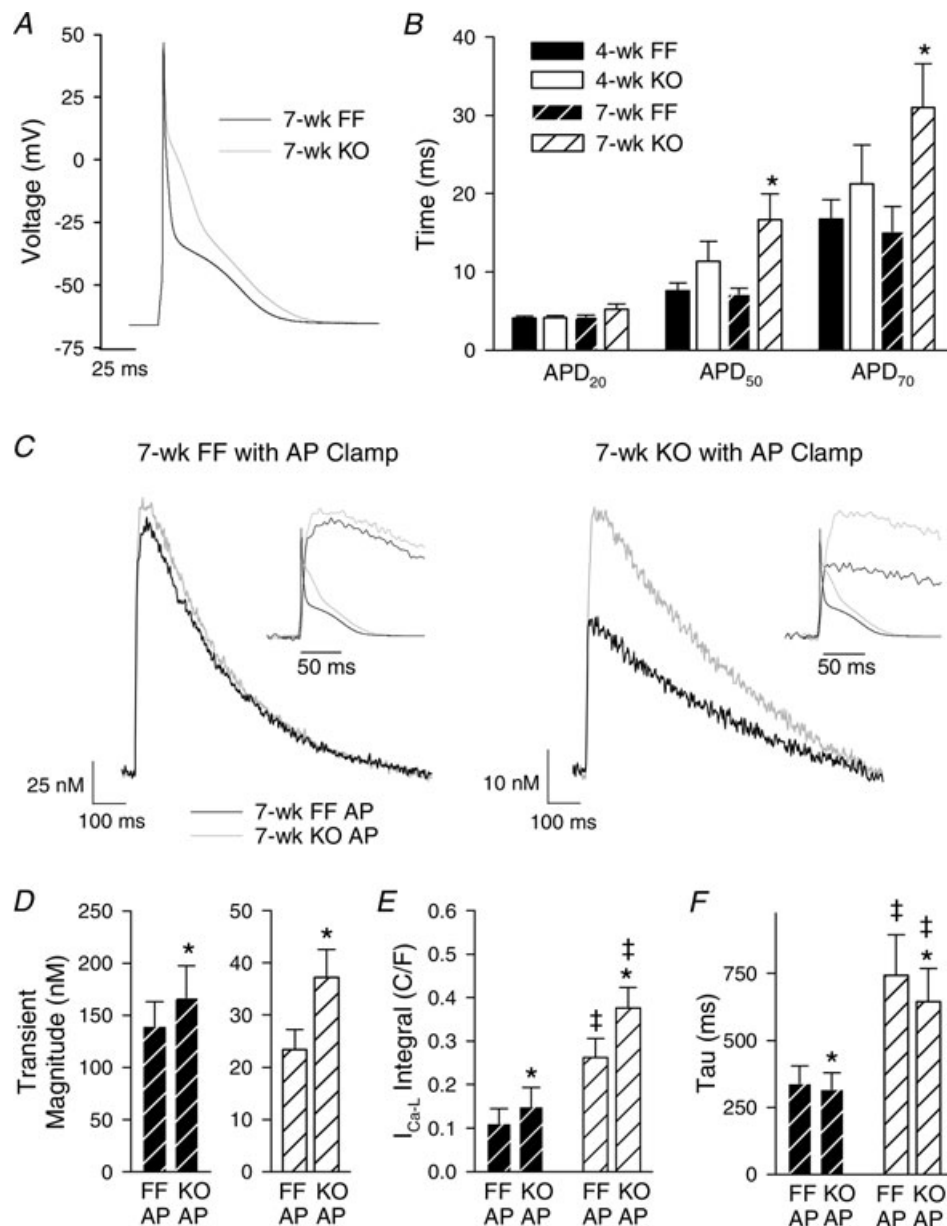 A
50
25
0
-25
-50
-75
Voltage (mV)
25 ms
7-wk FF
7-wk KO
B
40
30
20
10
0
Time (ms)
4-wk FF
4-wk KO
7-wk FF
7-wk KO
*
*
APD20
APD50
APD70
C
7-wk FF with AP Clamp
50 ms
25 nM
100 ms
7-wk FF AP
7-wk KO AP
7-wk KO with AP Clamp
50 ms
10 nM
100 ms
D
Transient
Magnitude (nM)
250
200
150
100
50
0
*
FF KO
AP AP
50
40
30
20
10
0
*
FF KO
AP AP
E
ICa-L Integral (C/F)
0.6
0.5
0.4
0.3
0.2
0.1
0.0
*
‡
‡
*
FF KO FF KO
AP AP AP AP
F
Tau
(ms)
750
500
250
0
*
‡
‡
*
FF KO FF KO
AP AP AP AP